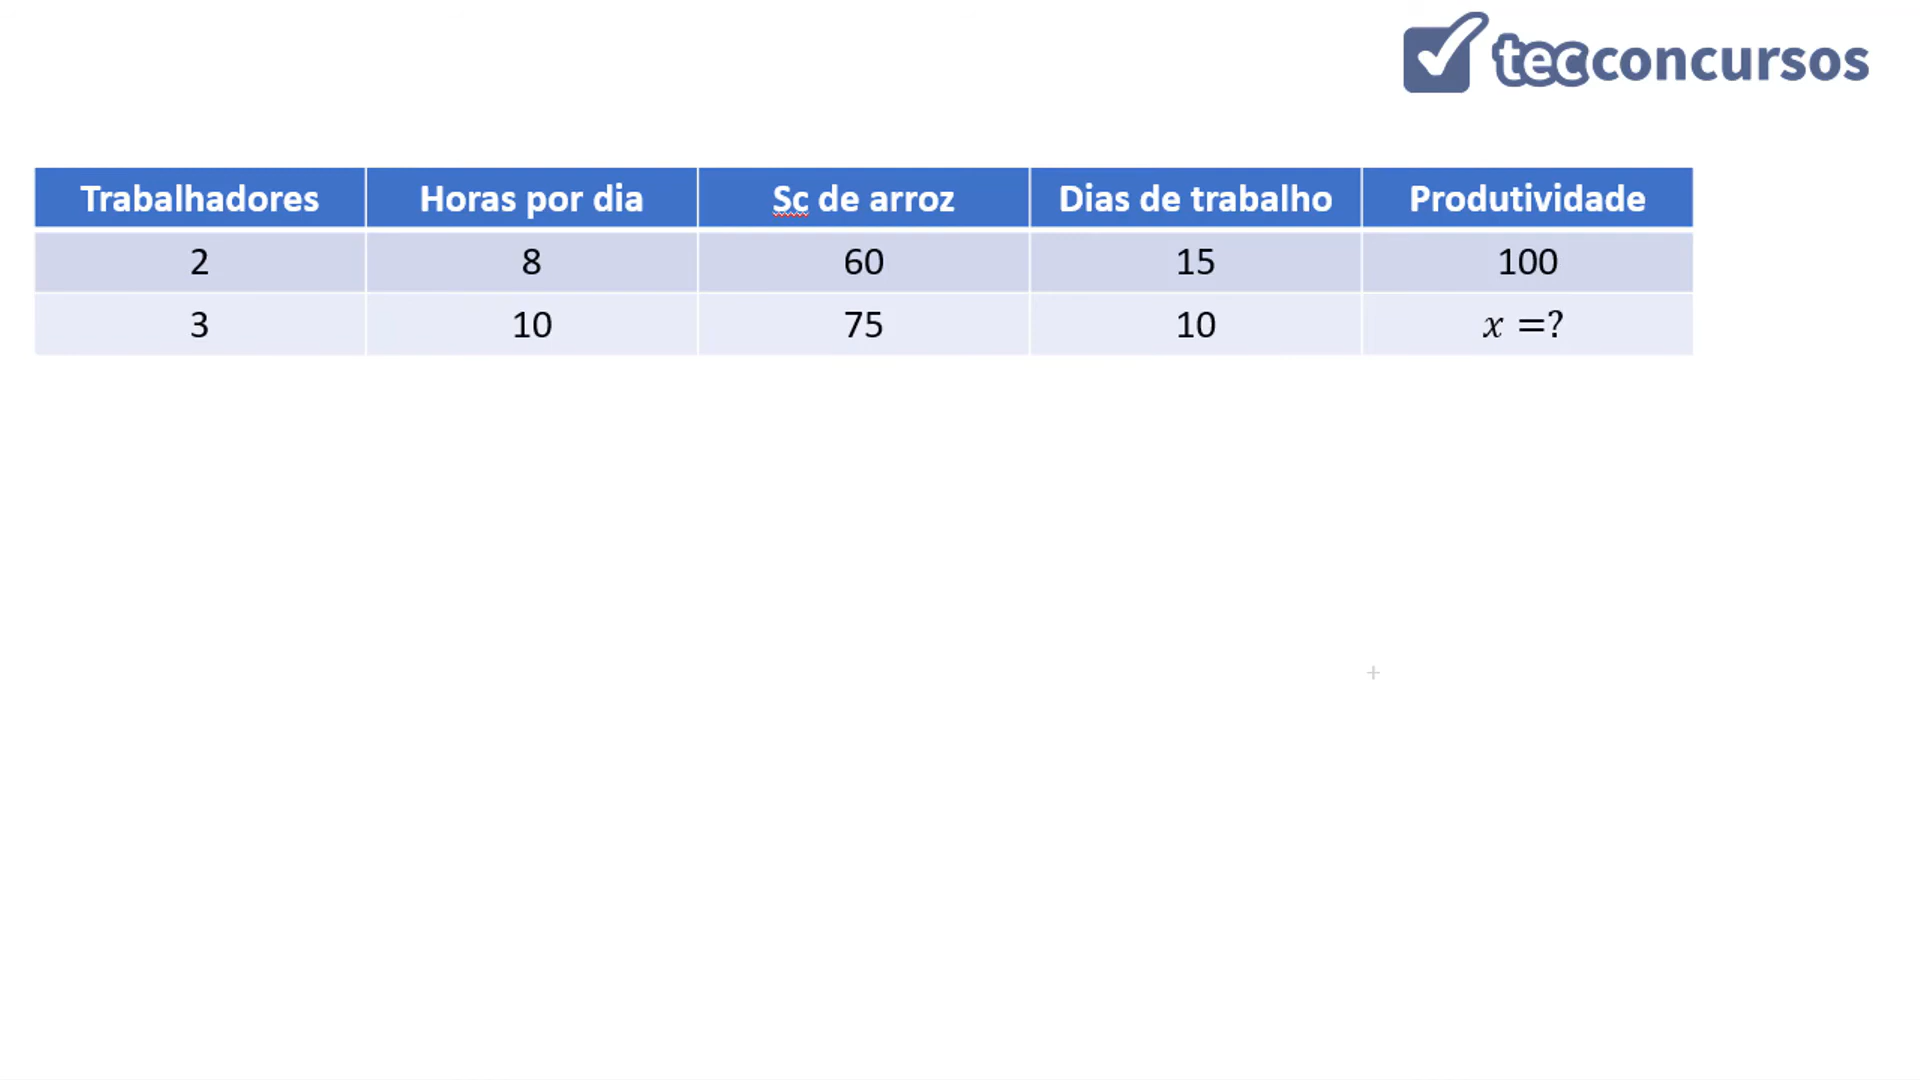 tecconcursos
Trabalhadores Horas por dia Sc de arroz Dias de trabalho Produtividade
2 8 60 15 100
3 10 75 10 x =?